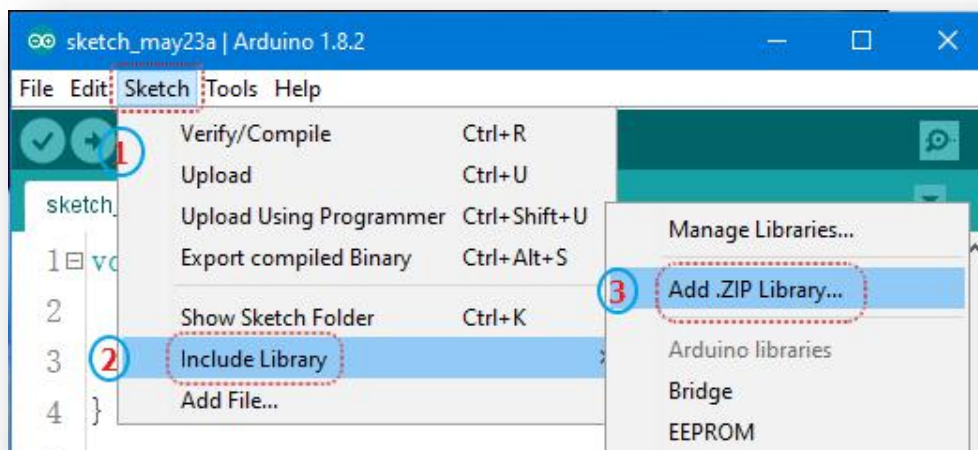 sketch_may23a | Arduino 1.8.2
File Edit Sketch Tools Help
1
Verify/Compile Ctrl+R
Upload Ctrl+U
Upload Using Programmer Ctrl+Shift+U
Export compiled Binary Ctrl+Alt+S
Show Sketch Folder Ctrl+K
2 Include Library
Add File...
Manage Libraries...
3 Add .ZIP Library...
Arduino libraries
Bridge
EEPROM
sketch_
1 vo
2
3
4 }